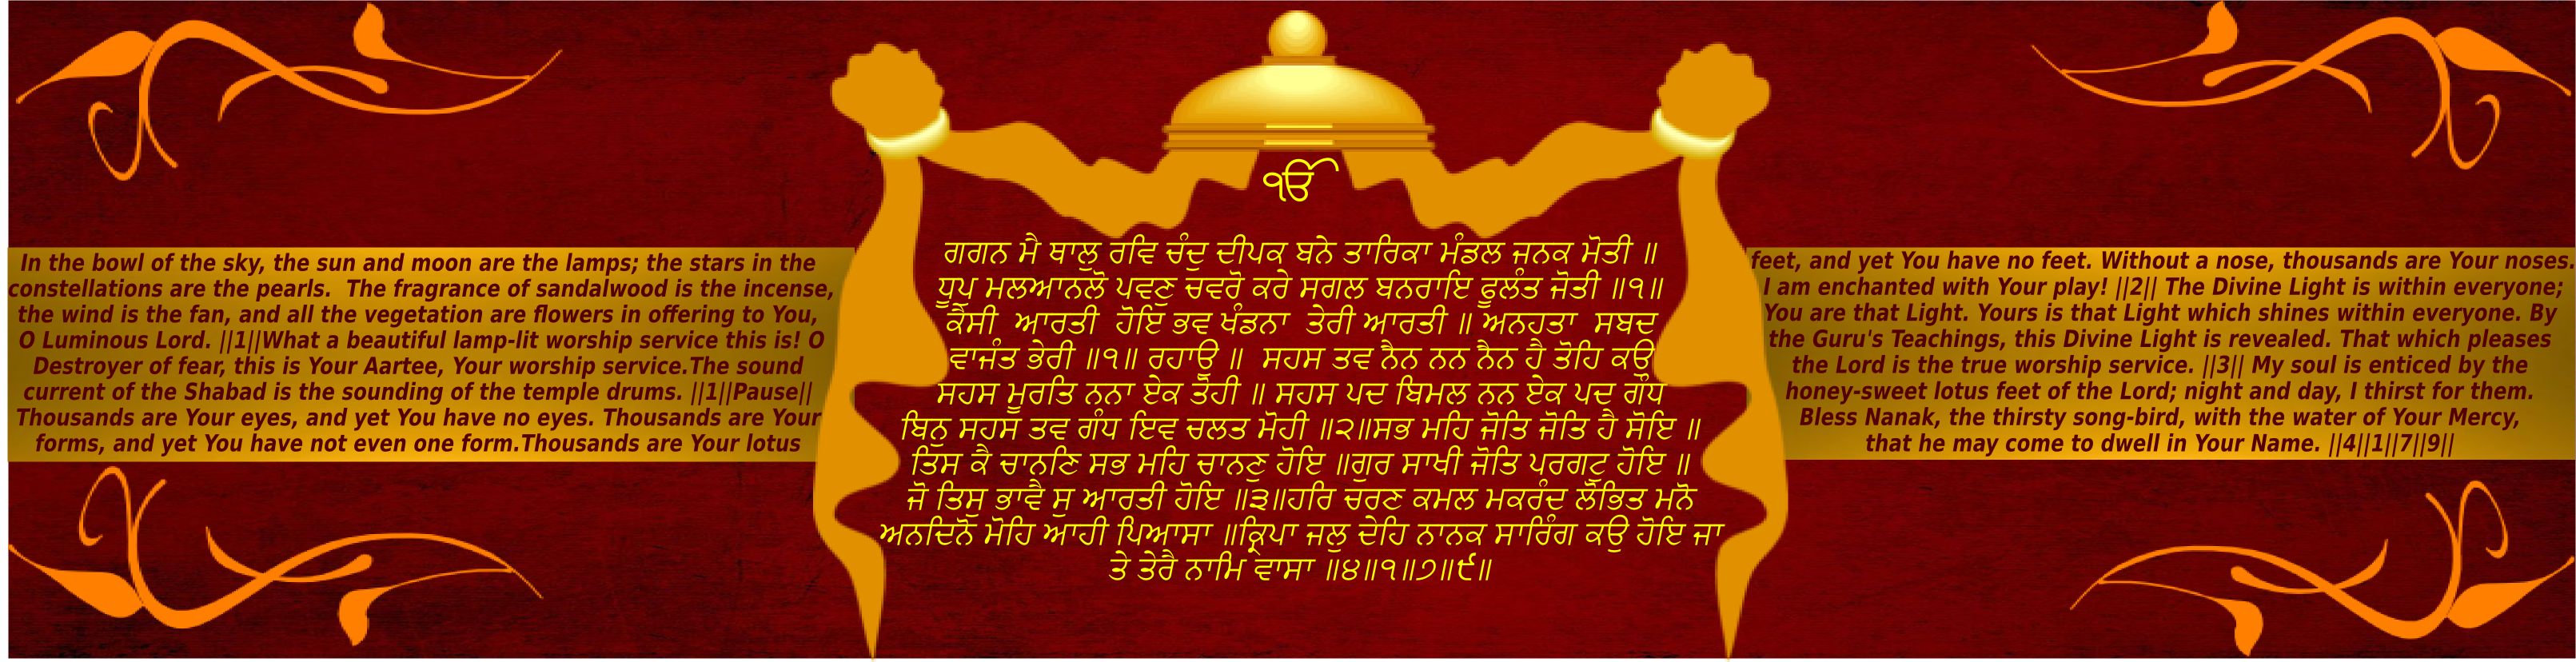 In the bowl of the sky, the sun and moon are the lamps; the stars in the
constellations are the pearls.  The fragrance of sandalwood is the incense,
the wind is the fan, and all the vegetation are flowers in offering to You,
O Luminous Lord. ||1||What a beautiful lamp-lit worship service this is! O
Destroyer of fear, this is Your Aartee, Your worship service.The sound
current of the Shabad is the sounding of the temple drums. ||1||Pause||
Thousands are Your eyes, and yet You have no eyes. Thousands are Your
forms, and yet You have not even one form.Thousands are Your lotus
ੴ
ਗਗਨ ਮੈ ਥਾਲੁ ਰਵਿ ਚੰਦੁ ਦੀਪਕ ਬਨੇ ਤਾਰਿਕਾ ਮੰਡਲ ਜਨਕ ਮੋਤੀ ॥
ਧੂਪੁ ਮਲਆਨਲੋ ਪਵਣੁ ਚਵਰੋ ਕਰੇ ਸਗਲ ਬਨਰਾਇ ਫੂਲੰਤ ਜੋਤੀ ॥੧॥
ਕੈਸੀ  ਆਰਤੀ  ਹੋਇ ਭਵ ਖੰਡਨਾ  ਤੇਰੀ ਆਰਤੀ ॥ ਅਨਹਤਾ  ਸਬਦ
ਵਾਜੰਤ ਭੇਰੀ ॥੧॥ ਰਹਾਉ ॥  ਸਹਸ ਤਵ ਨੈਨ ਨਨ ਨੈਨ ਹੈ ਤੋਹਿ ਕਉ
ਸਹਸ ਮੂਰਤਿ ਨਨਾ ਏਕ ਤੋਹੀ ॥ ਸਹਸ ਪਦ ਬਿਮਲ ਨਨ ਏਕ ਪਦ ਗੰਧ
ਬਿਨੁ ਸਹਸ ਤਵ ਗੰਧ ਇਵ ਚਲਤ ਮੋਹੀ ॥੨॥ਸਭ ਮਹਿ ਜੋਤਿ ਜੋਤਿ ਹੈ ਸੋਇ ॥
ਤਿਸ ਕੈ ਚਾਨਣਿ ਸਭ ਮਹਿ ਚਾਨਣੁ ਹੋਇ ॥ਗੁਰ ਸਾਖੀ ਜੋਤਿ ਪਰਗਟੁ ਹੋਇ ॥
ਜੋ ਤਿਸੁ ਭਾਵੈ ਸੁ ਆਰਤੀ ਹੋਇ ॥੩॥ਹਰਿ ਚਰਣ ਕਮਲ ਮਕਰੰਦ ਲੋਭਿਤ ਮਨੋ
ਅਨਦਿਨੋ ਮੋਹਿ ਆਹੀ ਪਿਆਸਾ ॥ਕ੍ਰਿਪਾ ਜਲੁ ਦੇਹਿ ਨਾਨਕ ਸਾਰਿੰਗ ਕਉ ਹੋਇ ਜਾ
ਤੇ ਤੇਰੈ ਨਾਮਿ ਵਾਸਾ ॥੪॥੧॥੭॥੯॥
feet, and yet You have no feet. Without a nose, thousands are Your noses.
I am enchanted with Your play! ||2|| The Divine Light is within everyone;
You are that Light. Yours is that Light which shines within everyone. By
the Guru's Teachings, this Divine Light is revealed. That which pleases
the Lord is the true worship service. ||3|| My soul is enticed by the
honey-sweet lotus feet of the Lord; night and day, I thirst for them.
Bless Nanak, the thirsty song-bird, with the water of Your Mercy,
that he may come to dwell in Your Name. ||4||1||7||9||